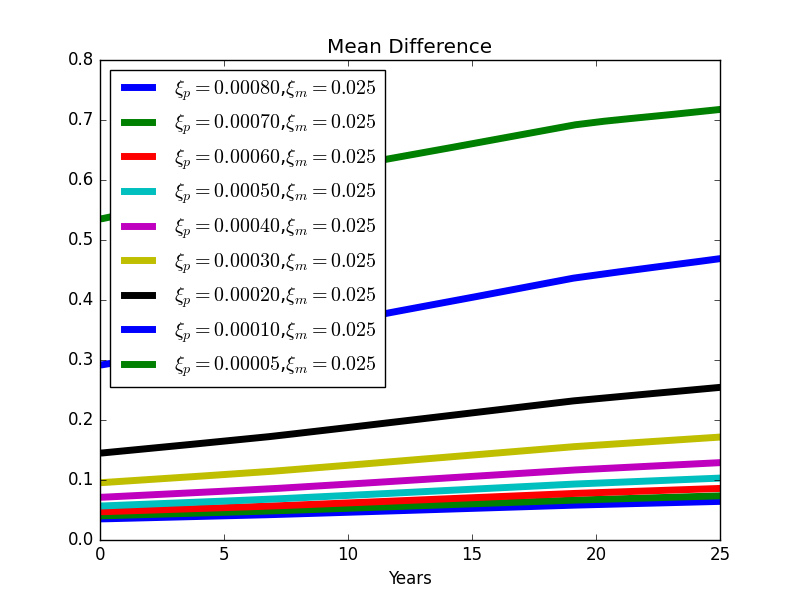 Mean Difference
0.8
0.7
0.6
0.5
0.4
0.3
0.2
0.1
0.0
ξp = 0.00080,ξm = 0.025
ξp = 0.00070,ξm = 0.025
ξp = 0.00060,ξm = 0.025
ξp = 0.00050,ξm = 0.025
ξp = 0.00040,ξm = 0.025
ξp = 0.00030,ξm = 0.025
ξp = 0.00020,ξm = 0.025
ξp = 0.00010,ξm = 0.025
ξp = 0.00005,ξm = 0.025
0 5 10 15 20 25
Years